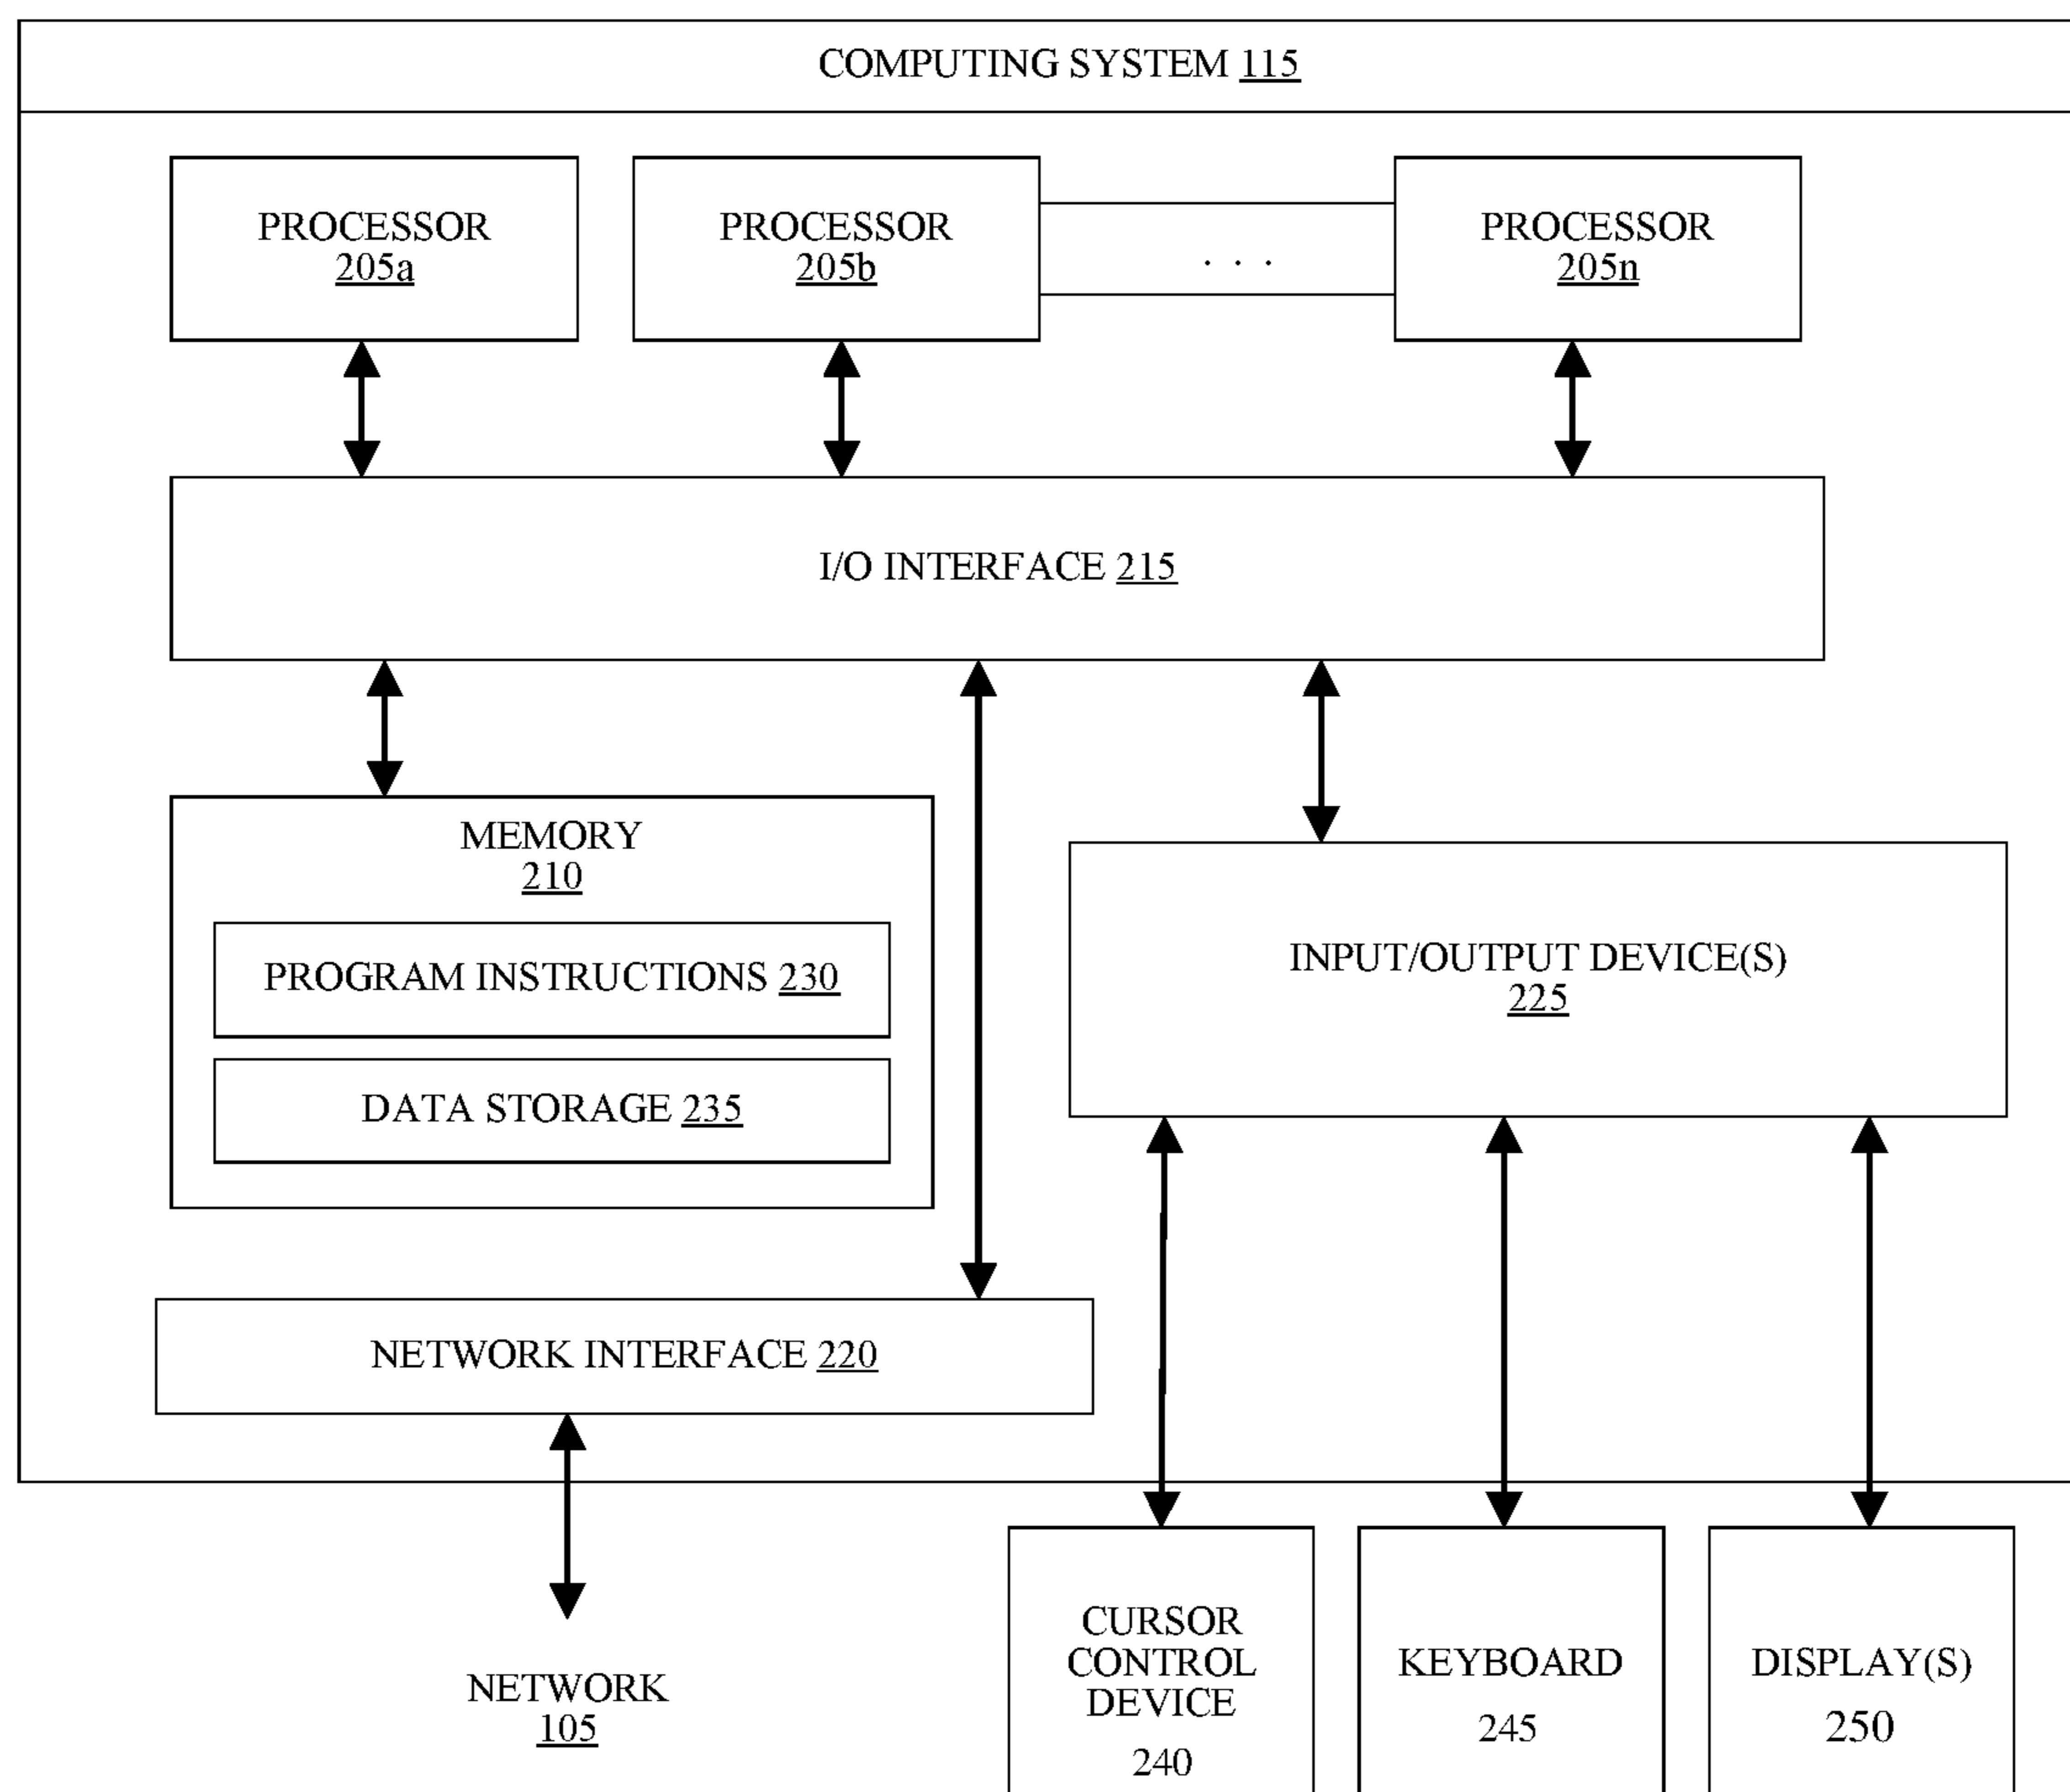 COMPUTING SYSTEM 115
PROCESSOR
205a
PROCESSOR
205b
. . .
PROCESSOR
205n
I/O INTERFACE 215
MEMORY
210
PROGRAM INSTRUCTIONS 230
DATA STORAGE 235
INPUT/OUTPUT DEVICE(S)
225
NETWORK INTERFACE 220
NETWORK
105
CURSOR
CONTROL
DEVICE
240
KEYBOARD
245
DISPLAY(S)
250